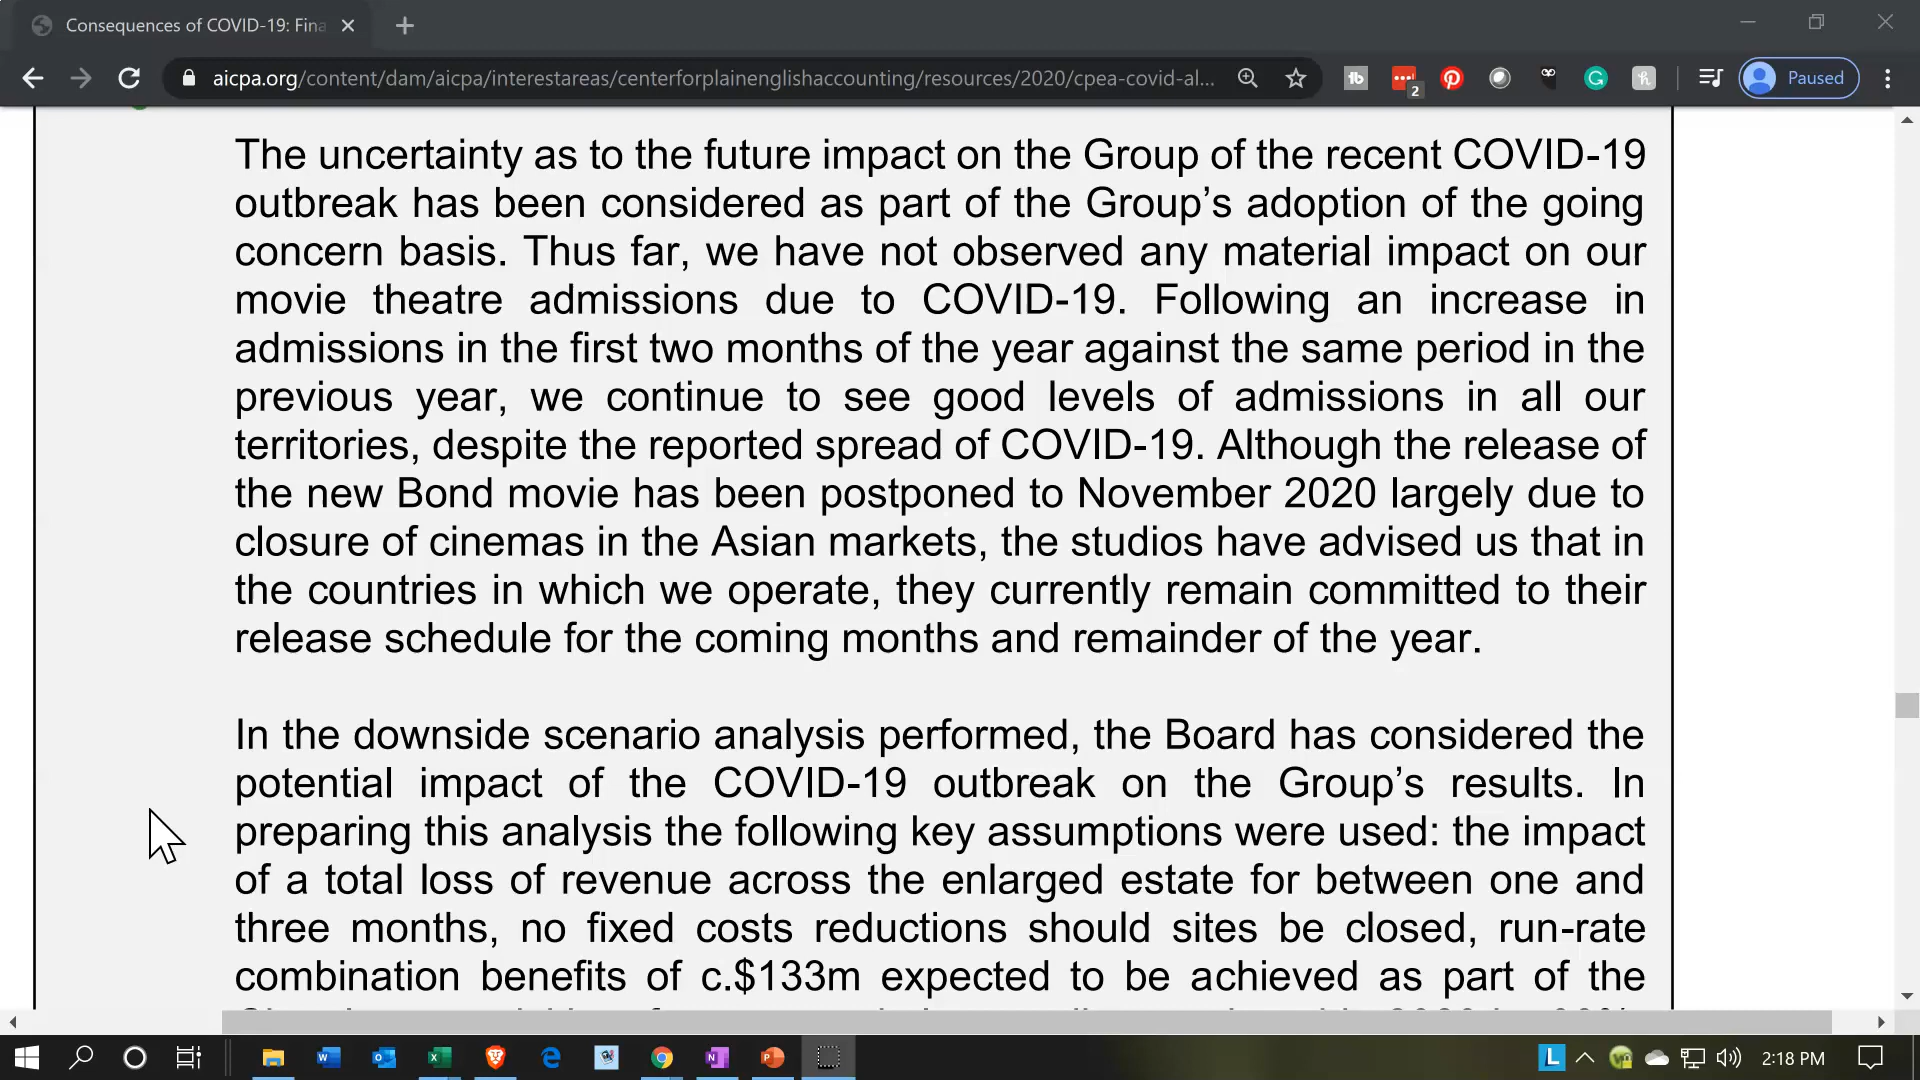 Consequences of COVID-19: Fina
aicpa.org/content/dam/aicpa/interestareas/centerforplainenglishaccounting/resources/2020/cpea-covid-al...
2
Paused
The uncertainty as to the future impact on the Group of the recent COVID-19
outbreak has been considered as part of the Group’s adoption of the going
concern basis. Thus far, we have not observed any material impact on our
movie theatre admissions due to COVID-19. Following an increase in
admissions in the first two months of the year against the same period in the
previous year, we continue to see good levels of admissions in all our
territories, despite the reported spread of COVID-19. Although the release of
the new Bond movie has been postponed to November 2020 largely due to
closure of cinemas in the Asian markets, the studios have advised us that in
the countries in which we operate, they currently remain committed to their
release schedule for the coming months and remainder of the year.
In the downside scenario analysis performed, the Board has considered the
potential impact of the COVID-19 outbreak on the Group’s results. In
preparing this analysis the following key assumptions were used: the impact
of a total loss of revenue across the enlarged estate for between one and
three months, no fixed costs reductions should sites be closed, run-rate
combination benefits of c.$133m expected to be achieved as part of the
2:18 PM